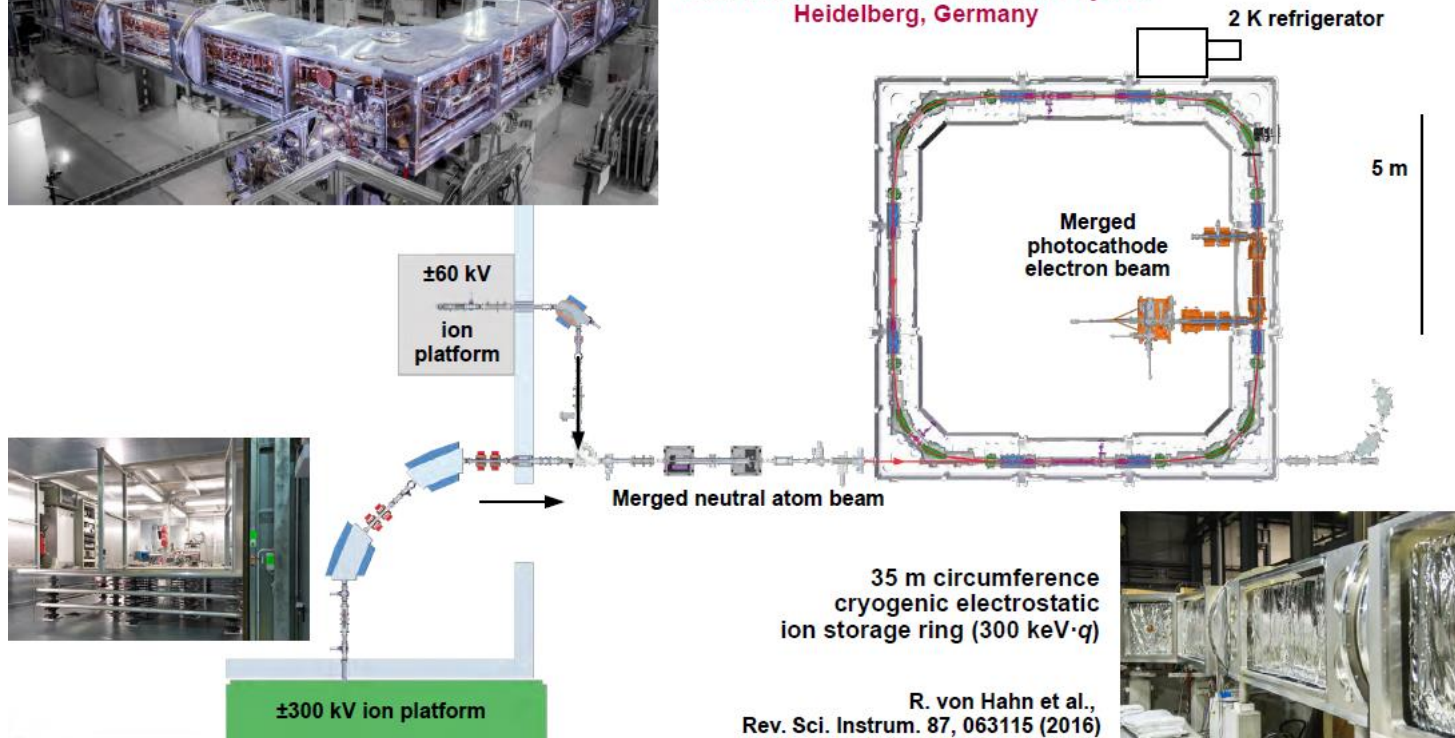 Heidelberg, Germany
2 K refrigerator
5 m
Merged
photocathode
electron beam
±60 kV
ion
platform
Merged neutral atom beam
35 m circumference
cryogenic electrostatic
ion storage ring (300 keV·q)
±300 kV ion platform
R. von Hahn et al.,
Rev. Sci. Instrum. 87, 063115 (2016)